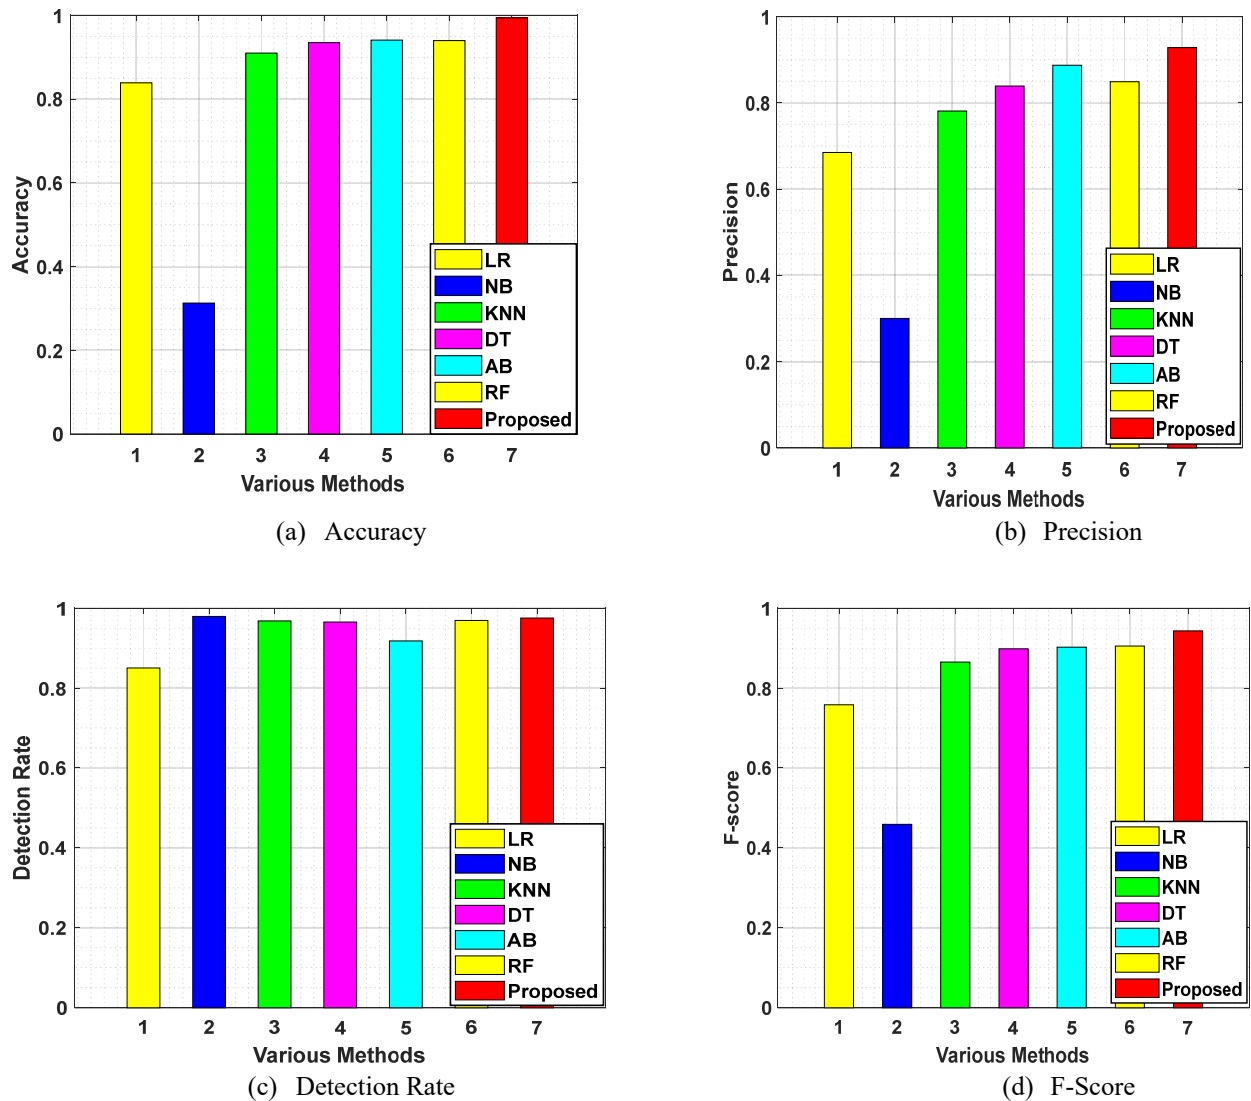 1
0.8
0.6
0.4
0.2
0
Accuracy
1 2 3 4 5 6 7
Various Methods
LR
NB
KNN
DT
AB
RF
Proposed
(a) Accuracy
1
0.8
0.6
0.4
0.2
0
Precision
1 2 3 4 5 6 7
Various Methods
LR
NB
KNN
DT
AB
RF
Proposed
(b) Precision
1
0.8
0.6
0.4
0.2
0
Detection Rate
1 2 3 4 5 6 7
Various Methods
LR
NB
KNN
DT
AB
RF
Proposed
(c) Detection Rate
1
0.8
0.6
0.4
0.2
0
F-score
1 2 3 4 5 6 7
Various Methods
LR
NB
KNN
DT
AB
RF
Proposed
(d) F-Score